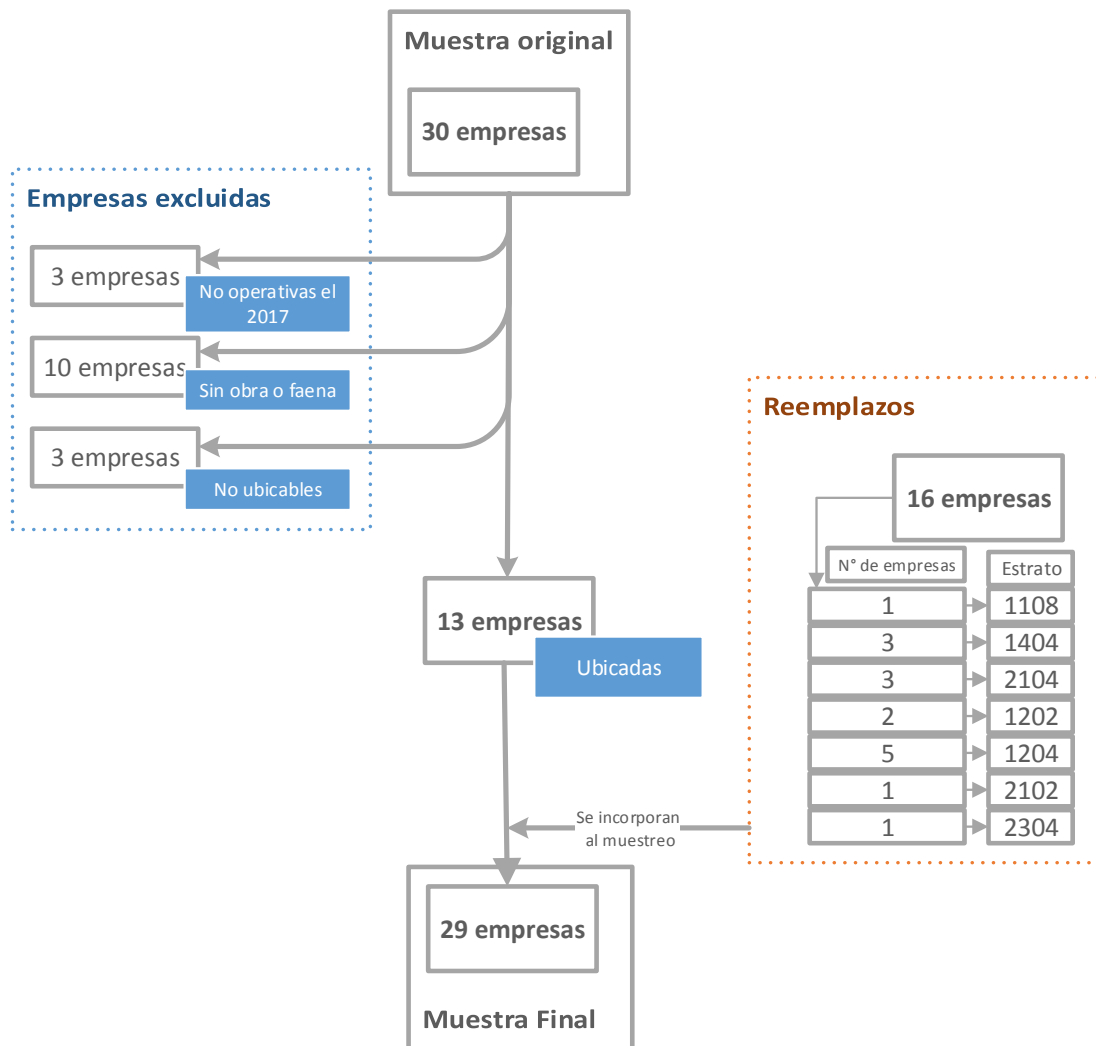 Muestra original
30 empresas
Empresas excluidas
3 empresas
No operativas el
2017
10 empresas
Sin obra o faena
3 empresas
No ubicables
13 empresas
Ubicadas
Reemplazos
16 empresas
N° de empresas Estrato
1 1108
3 1404
3 2104
2 1202
5 1204
1 2102
1 2304
Se incorporan
al muestreo
29 empresas
Muestra Final